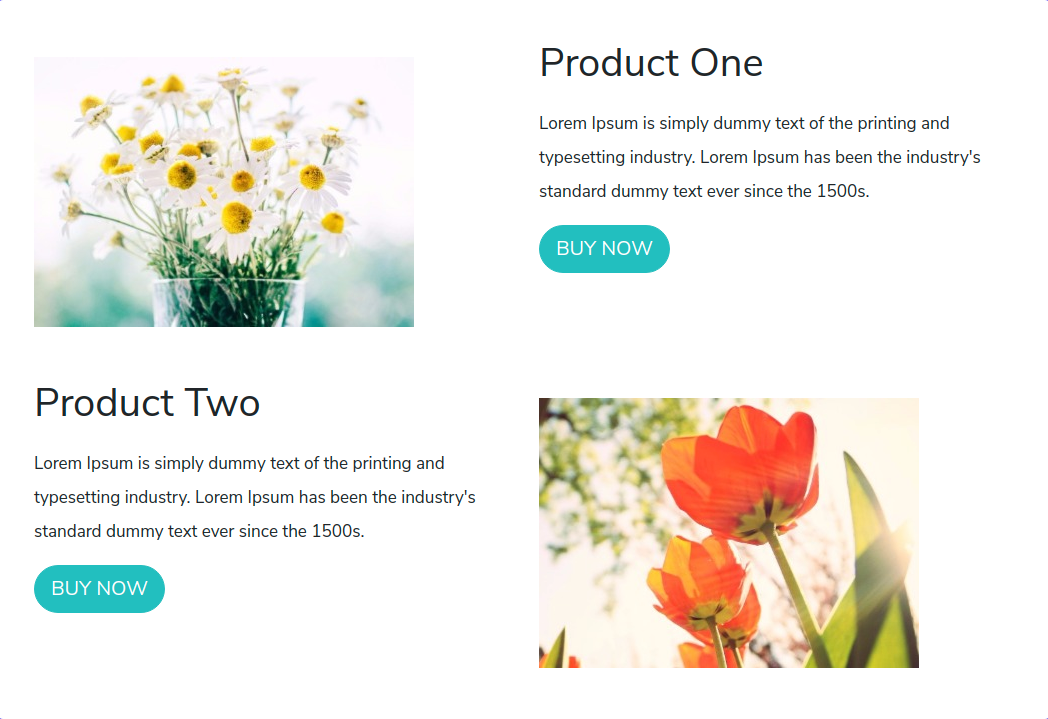 Product One
Lorem Ipsum is simply dummy text of the printing and
typesetting industry. Lorem Ipsum has been the industry's
standard dummy text ever since the 1500s.
BUY NOW
Product Two
Lorem Ipsum is simply dummy text of the printing and
typesetting industry. Lorem Ipsum has been the industry's
standard dummy text ever since the 1500s.
BUY NOW